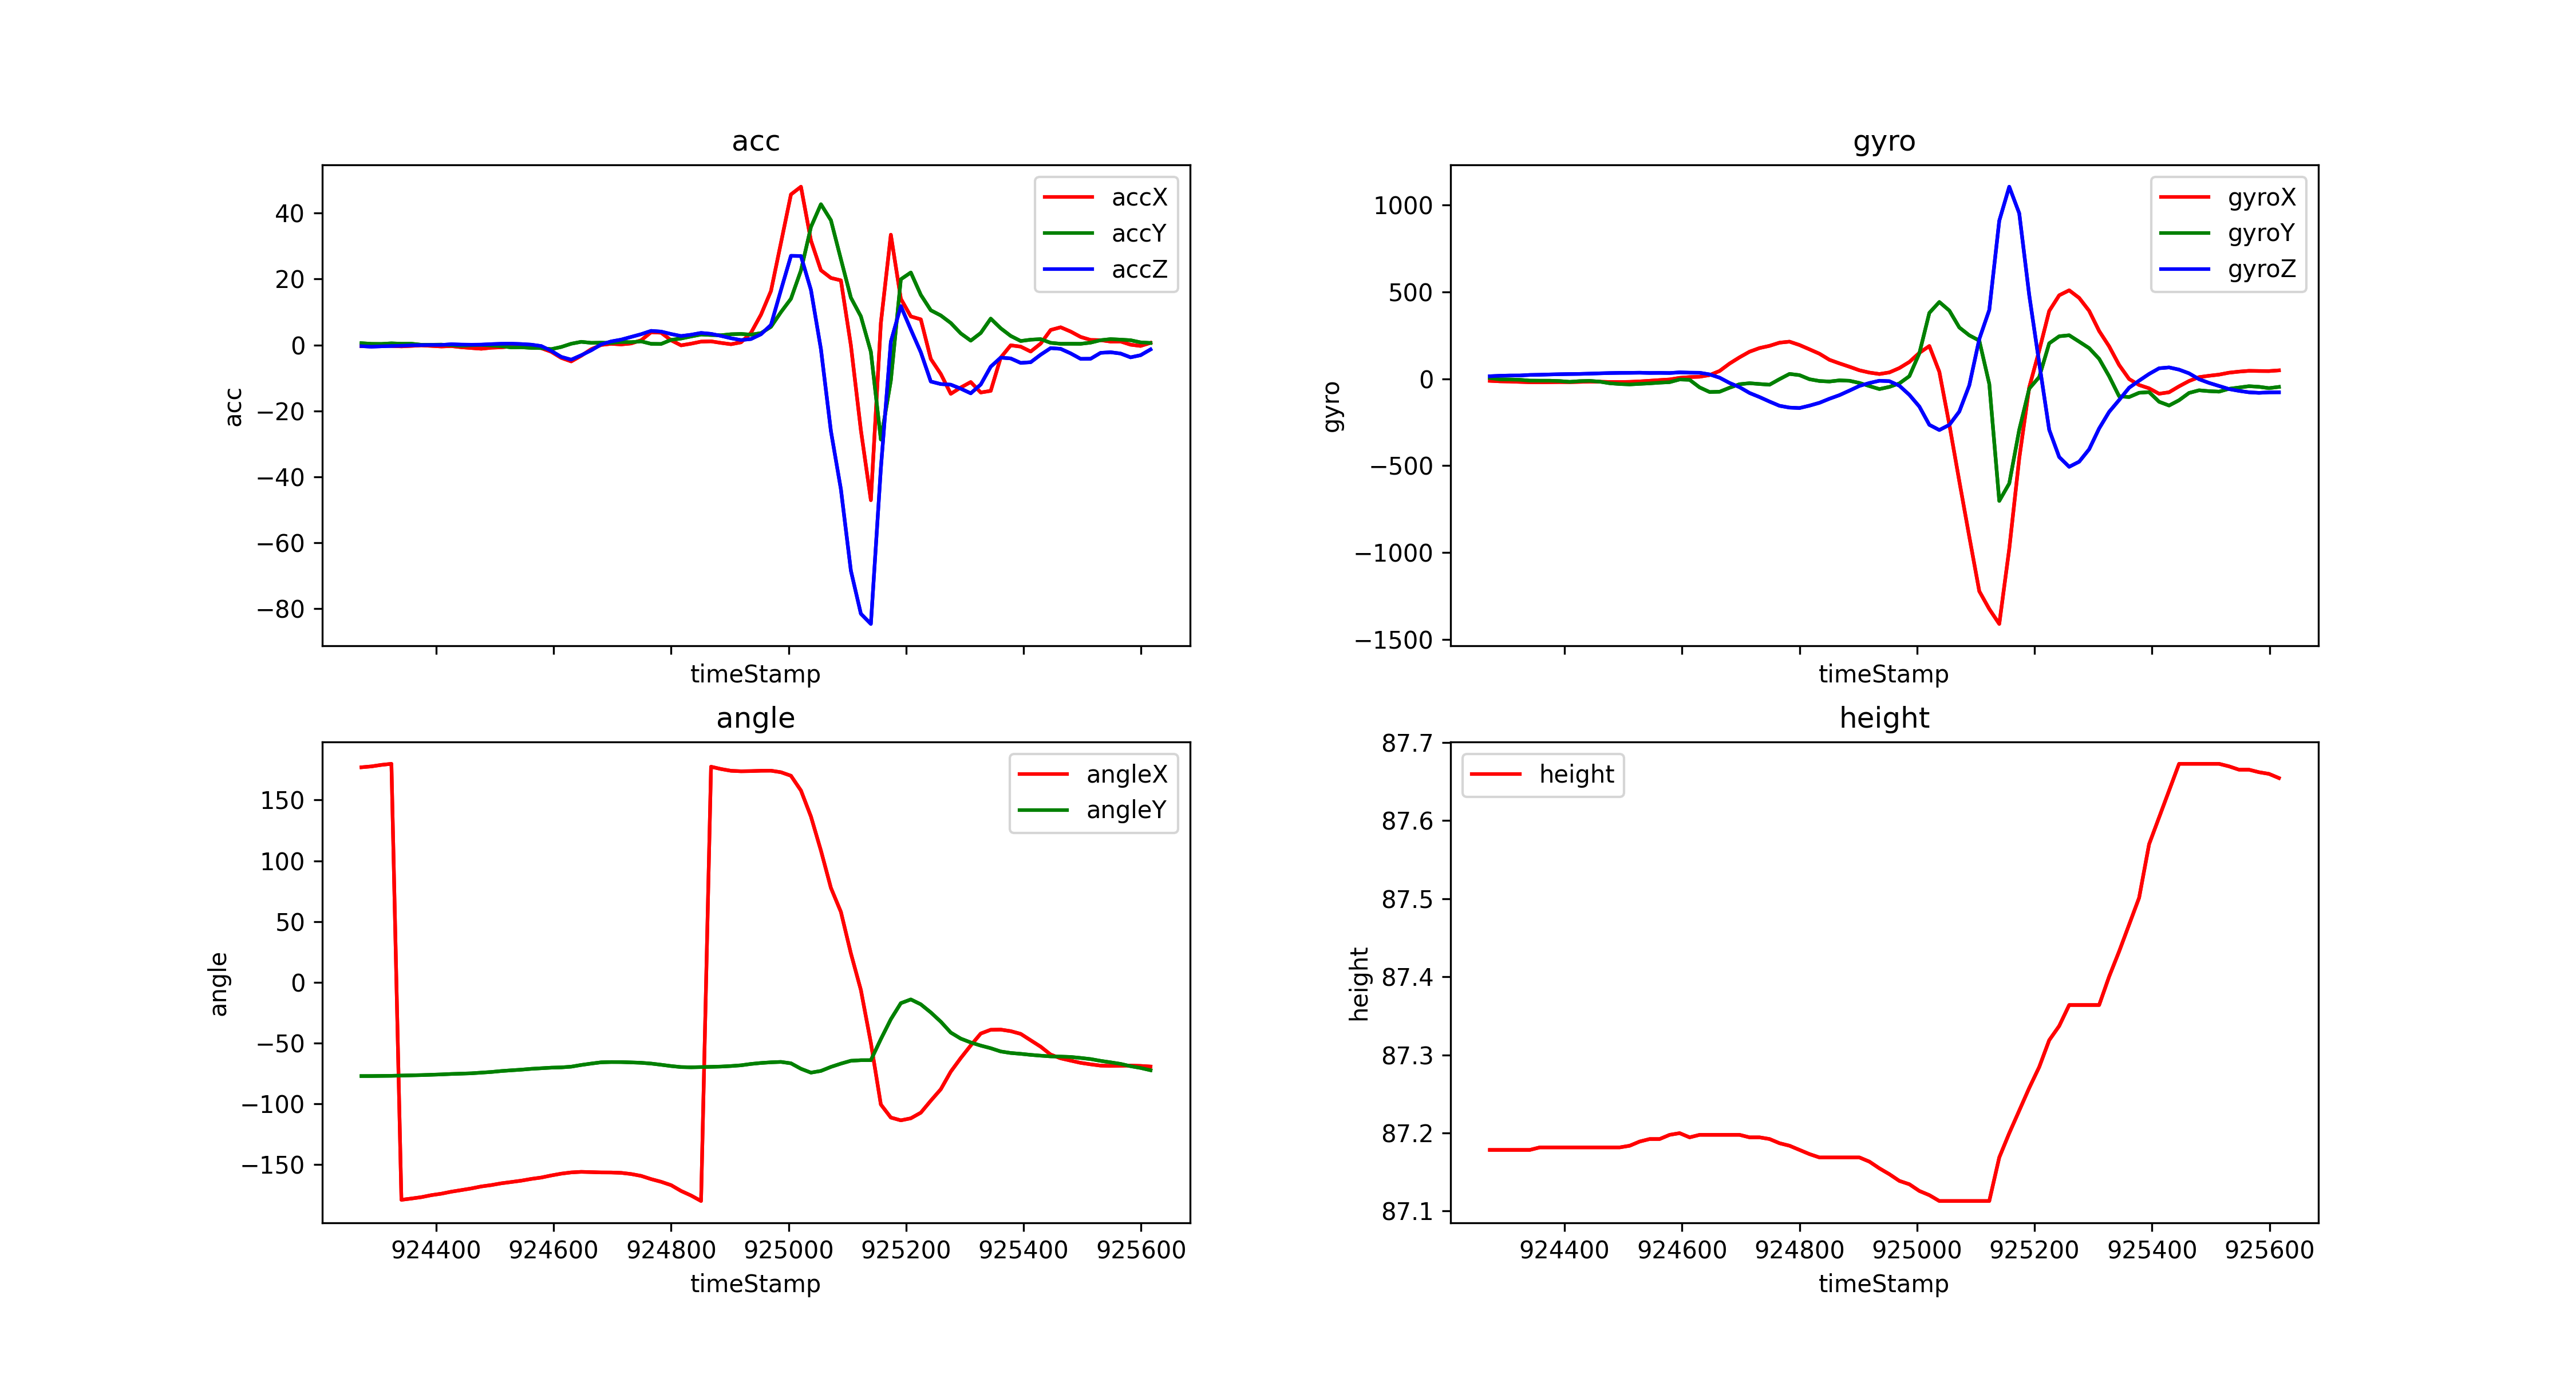 acc
acc
40
20
0
−20
−40
−60
−80
accX
accY
accZ
timeStamp
gyro
gyro
1000
500
0
−500
−1000
−1500
gyroX
gyroY
gyroZ
timeStamp
angle
angle
150
100
50
0
−50
−100
−150
angleX
angleY
924400 924600 924800 925000 925200 925400 925600
timeStamp
height
height
87.7
87.6
87.5
87.4
87.3
87.2
87.1
height
924400 924600 924800 925000 925200 925400 925600
timeStamp